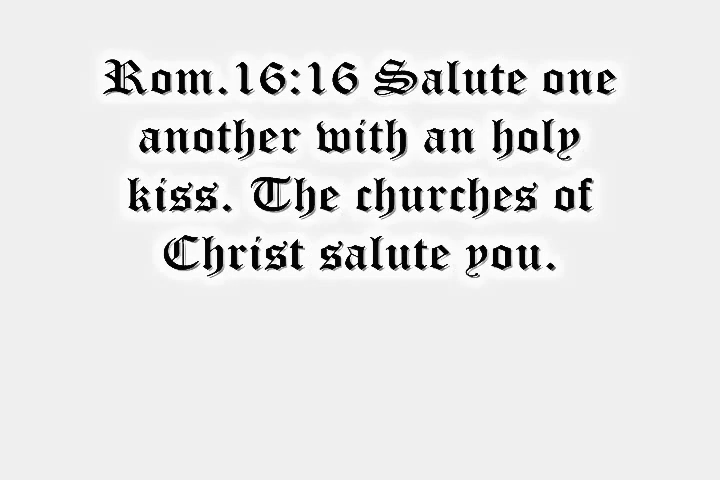 Rom.16:16 Salute one
another with an holy
kiss. The churches of
Christ salute you.